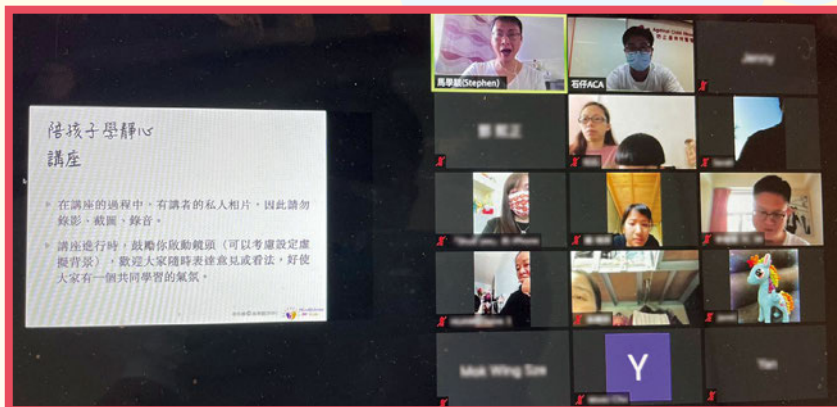 陪孩子學靜心
講座
在講座的過程中，有講者的私人相片。因此請勿
錄影、截圖、錄音。
講座進行時，鼓勵你啟動鏡頭（可以考慮設定虛
擬背景），歡迎大家隨時表達意見或看法，好使
大家有一個共同學習的氣氛。
(Stephen)
石仔ACA
Jenny
Mok Wing Sze
Y
Yan